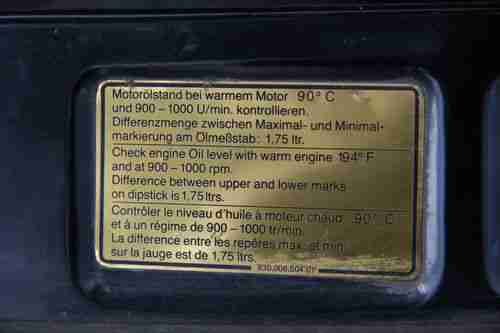 Motorölstand bei warmem Motor 90° C
und 900 – 1000 U/min. kontrollieren.
Differenzmenge zwischen Maximal- und Minimal-
markierung am Ölmeßstab: 1,75 ltr.
Check engine Oil level with warm engine 194° F
and at 900 – 1000 rpm.
Difference between upper and lower marks
on dipstick is 1.75 ltrs.
Contrôler le niveau d'huile à moteur chaud 90° C
et à un régime de 900 – 1000 tr/min.
La difference entre les repères max. et min.
sur la jauge est de 1,75 ltrs.
930.006.504.01